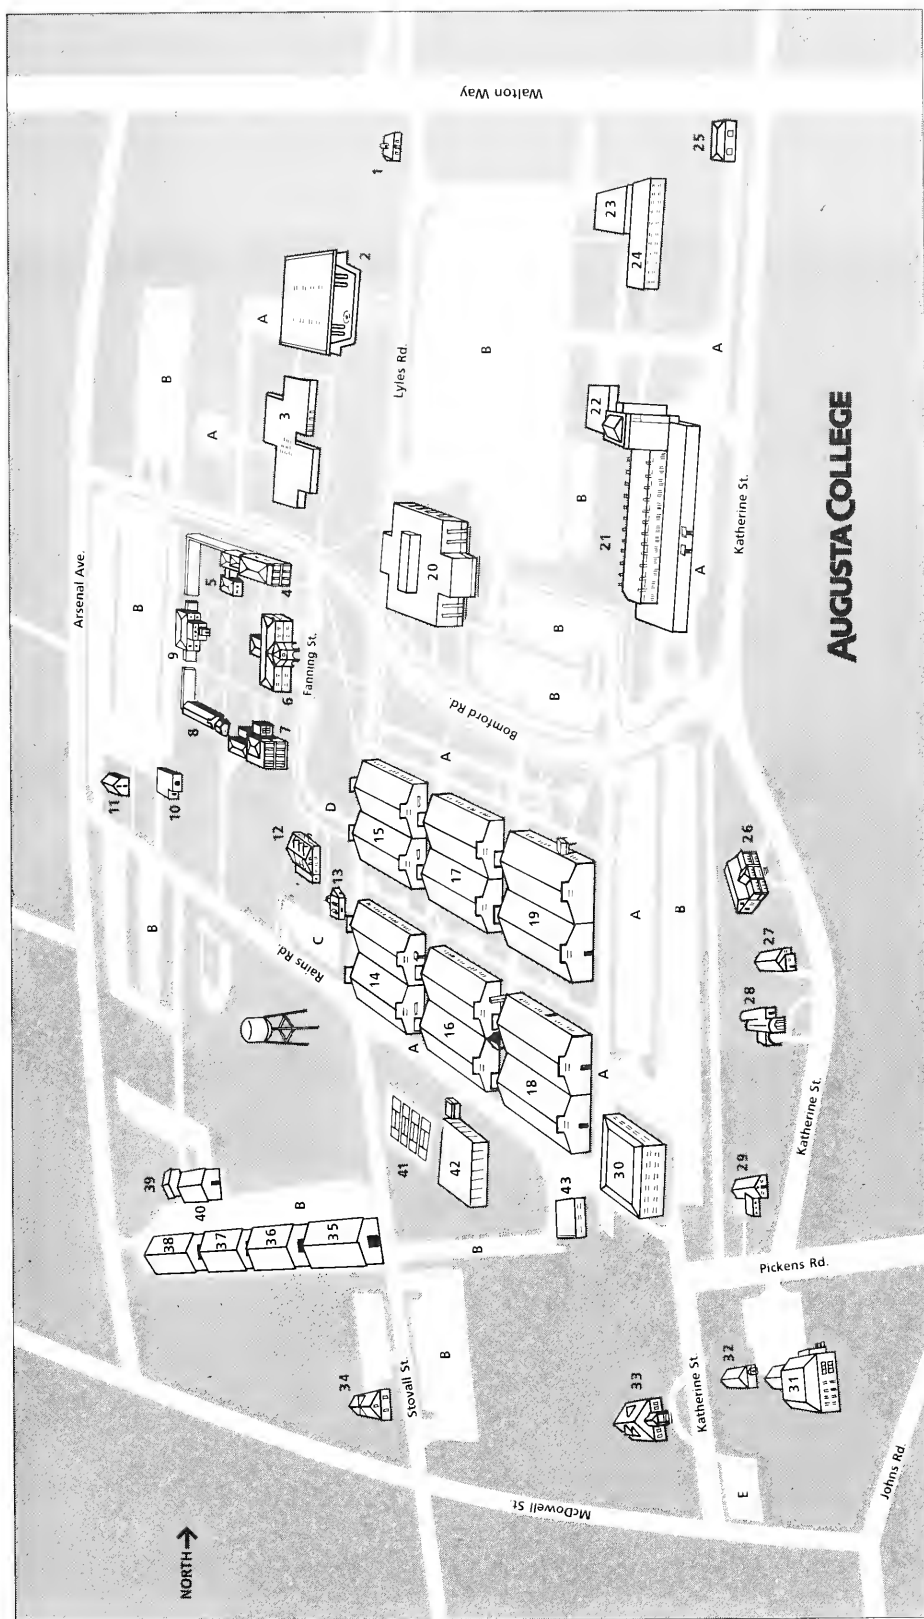 Walton Way
1
2
3
A
A
B
Lyles Rd.
B
23
24
25
A
22
B
21
A
Katherine St.
AUGUSTA COLLEGE
Arsenal Ave.
B
5
4
9
6
Fanning St.
8
7
20
B
B
Bomford Rd.
A
11
10
12
D
15
17
19
13
C
14
16
18
A
A
A
B
Rains Rd.
B
26
27
28
Katherine St.
29
30
41
42
43
39
40
38
37
36
35
B
B
B
34
Stovall St.
33
Katherine St.
32
31
Pickens Rd.
E
McDowell St.
Johns Rd.
NORTH→